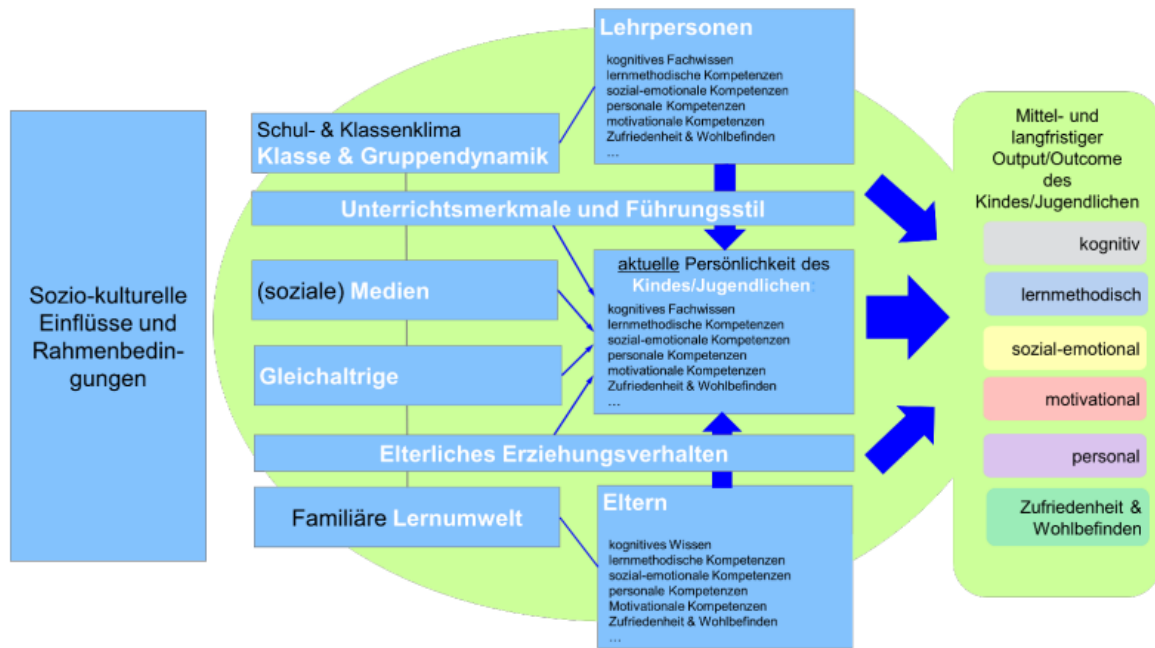 Sozio-kulturelle
Einflüsse und
Rahmenbedin-
gungen
Schul- & Klassenklima
Klasse & Gruppendynamik
Unterrichtsmerkmale und Führungsstil
(soziale) Medien
Gleichaltrige
Elterliches Erziehungsverhalten
Familiäre Lernumwelt
Lehrpersonen
kognitives Fachwissen
lernmethodische Kompetenzen
sozial-emotionale Kompetenzen
personale Kompetenzen
motivationale Kompetenzen
Zufriedenheit & Wohlbefinden
...
aktuelle Persönlichkeit des
Kindes/Jugendlichen:
kognitives Fachwissen
lernmethodische Kompetenzen
sozial-emotionale Kompetenzen
personale Kompetenzen
motivationale Kompetenzen
Zufriedenheit & Wohlbefinden
...
Eltern
kognitives Wissen
lernmethodische Kompetenzen
sozial-emotionale Kompetenzen
personale Kompetenzen
Motivationale Kompetenzen
Zufriedenheit & Wohlbefinden
...
Mittel- und
langfristiger
Output/Outcome
des
Kindes/Jugendlichen
kognitiv
lernmethodisch
sozial-emotional
motivational
personal
Zufriedenheit &
Wohlbefinden